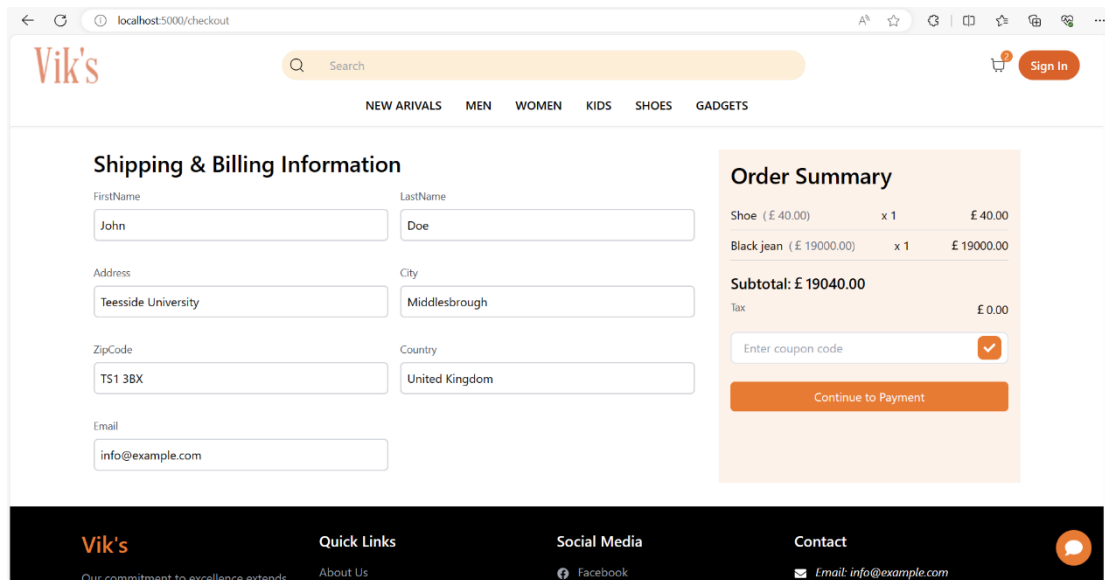 localhost:5000/checkout
Vik's
Search
2
Sign In
NEW ARIVALS MEN WOMEN KIDS SHOES GADGETS
Shipping & Billing Information
FirstName LastName
John Doe
Address City
Teesside University Middlesbrough
ZipCode Country
TS1 3BX United Kingdom
Email
info@example.com
Order Summary
Shoe (£ 40.00) x 1 £ 40.00
Black jean (£ 19000.00) x 1 £ 19000.00
Subtotal: £ 19040.00
Tax £ 0.00
Enter coupon code
Continue to Payment
Vik's Quick Links Social Media Contact
Our commitment to excellence extends About Us Facebook Email: info@example.com